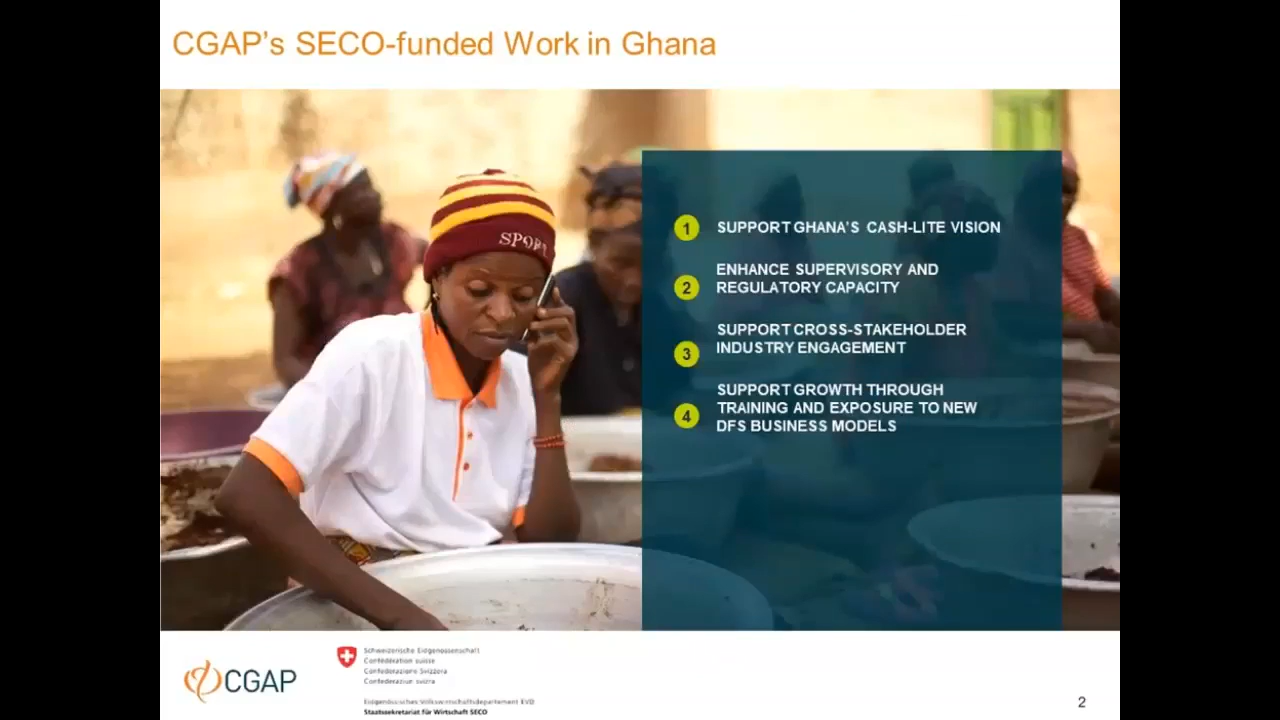 CGAP's SECO-funded Work in Ghana
SPORT
1 SUPPORT GHANA'S CASH-LITE VISION
2 ENHANCE SUPERVISORY AND
REGULATORY CAPACITY
3 SUPPORT CROSS-STAKEHOLDER
INDUSTRY ENGAGEMENT
4 SUPPORT GROWTH THROUGH
TRAINING AND EXPOSURE TO NEW
DFS BUSINESS MODELS
CGAP
Schweizerische Eidgenossenschaft
Confédération suisse
Confederazione Svizzera
Confederaziun svizra
Eidgenössisches Volkswirtschaftsdepartement EVD
Staatssekretariat für Wirtschaft SECO
2